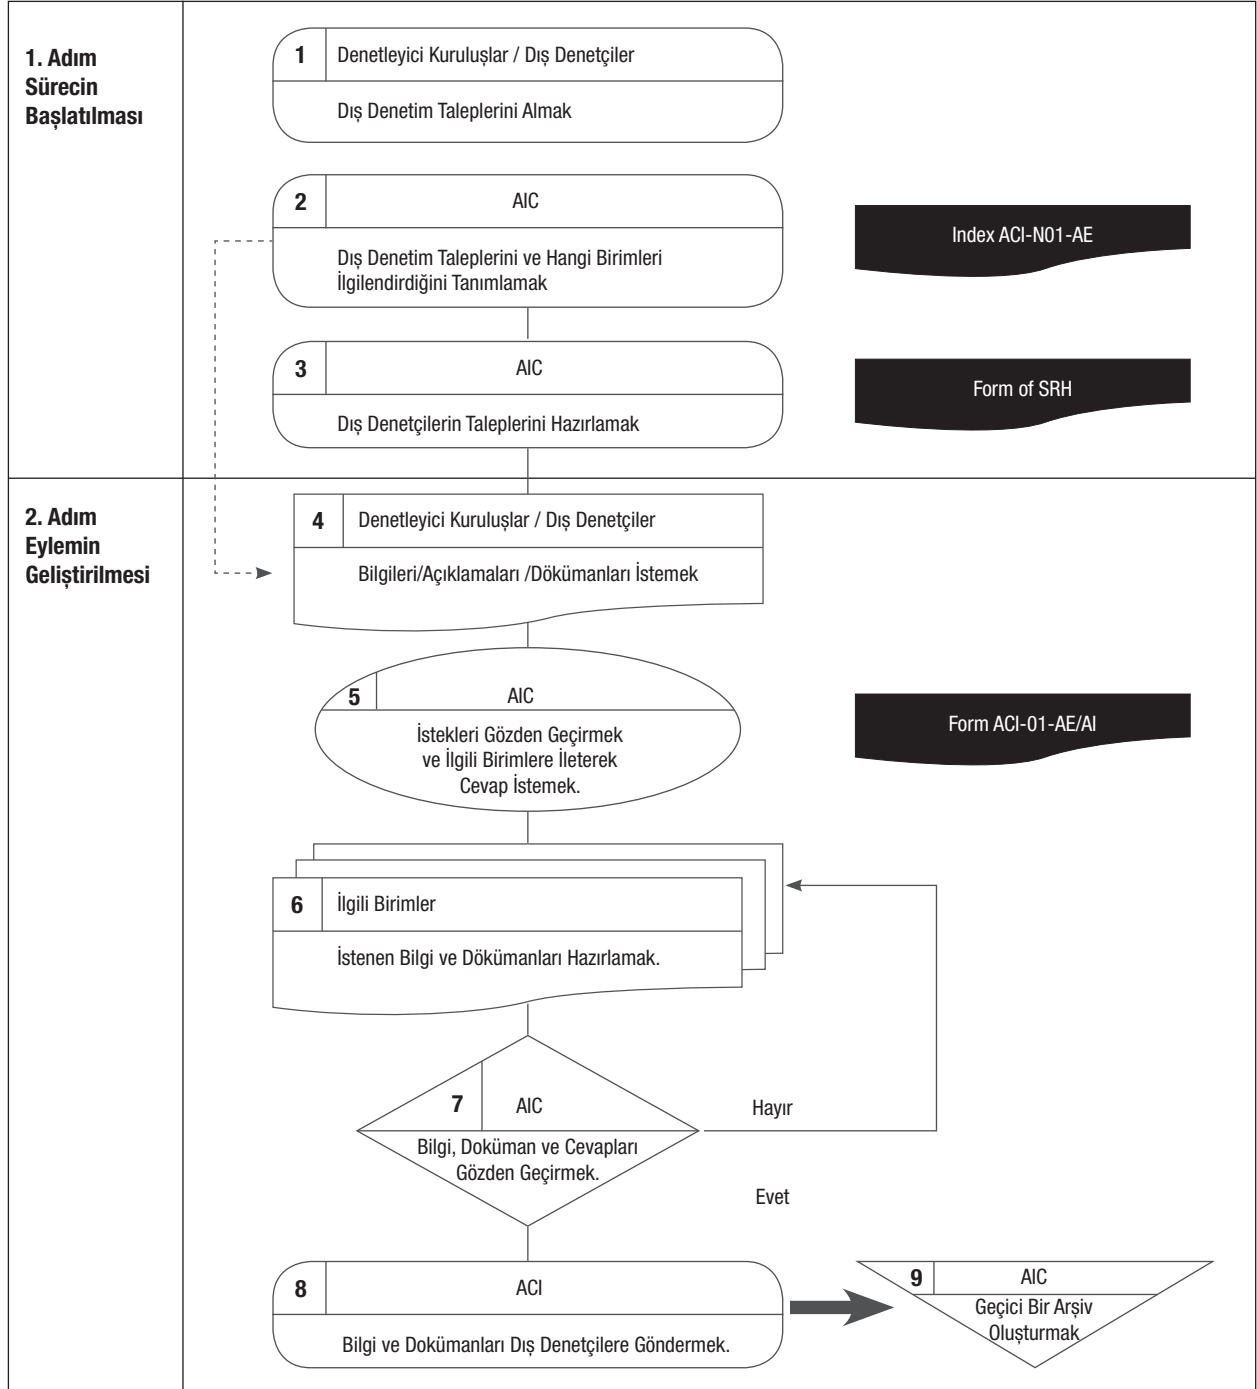 1. Adım
Sürecin
Başlatılması
1
Denetleyici Kuruluşlar / Dış Denetçiler
Dış Denetim Taleplerini Almak
2
AIC
Dış Denetim Taleplerini ve Hangi Birimleri
İlgilendirdiğini Tanımlamak
Index ACI-N01-AE
3
AIC
Dış Denetçilerin Taleplerini Hazırlamak
Form of SRH
2. Adım
Eylemin
Geliştirilmesi
4
Denetleyici Kuruluşlar / Dış Denetçiler
Bilgileri/Açıklamaları /Dökümanları İstemek
5
AIC
İstekleri Gözden Geçirmek
ve İlgili Birimlere İleterek
Cevap İstemek.
Form ACI-01-AE/AI
6
İlgili Birimler
İstenen Bilgi ve Dökümanları Hazırlamak.
7
AIC
Bilgi, Doküman ve Cevapları
Gözden Geçirmek.
Hayır
Evet
8
ACI
Bilgi ve Dokümanları Dış Denetçilere Göndermek.
9
AIC
Geçici Bir Arşiv
Oluşturmak